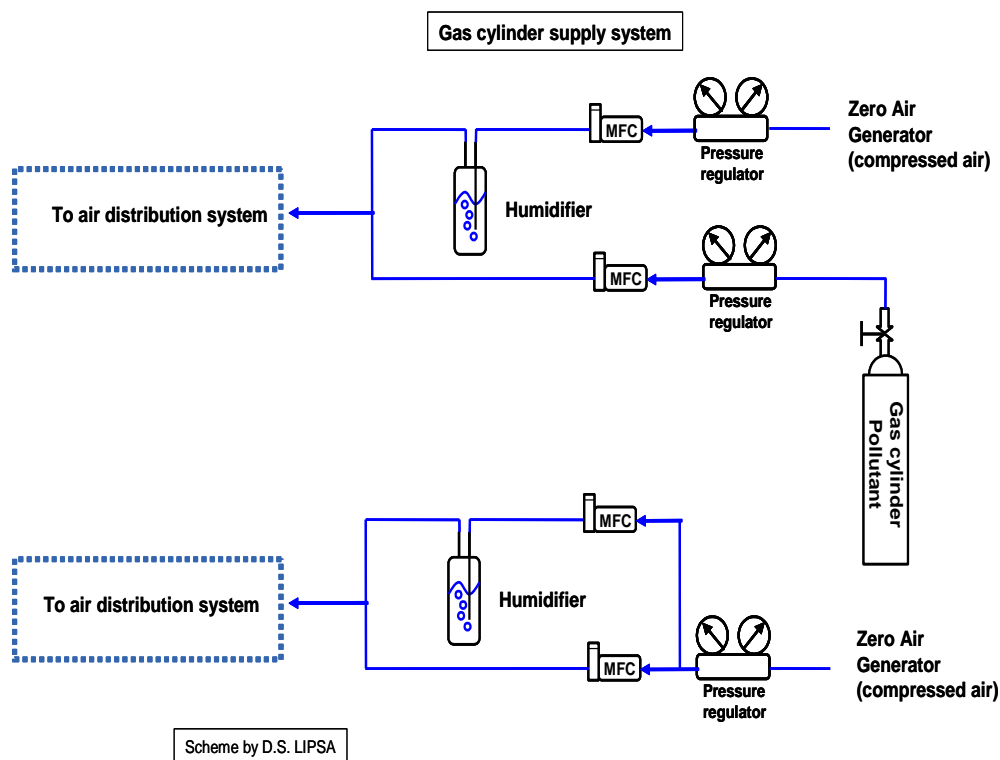 Gas cylinder supply system
MFC
Pressure
regulator
Zero Air
Generator
(compressed air)
To air distribution system
Humidifier
MFC
Pressure
regulator
Gas cylinder
Pollutant
MFC
To air distribution system
Humidifier
MFC
Pressure
regulator
Zero Air
Generator
(compressed air)
Scheme by D.S. LIPSA